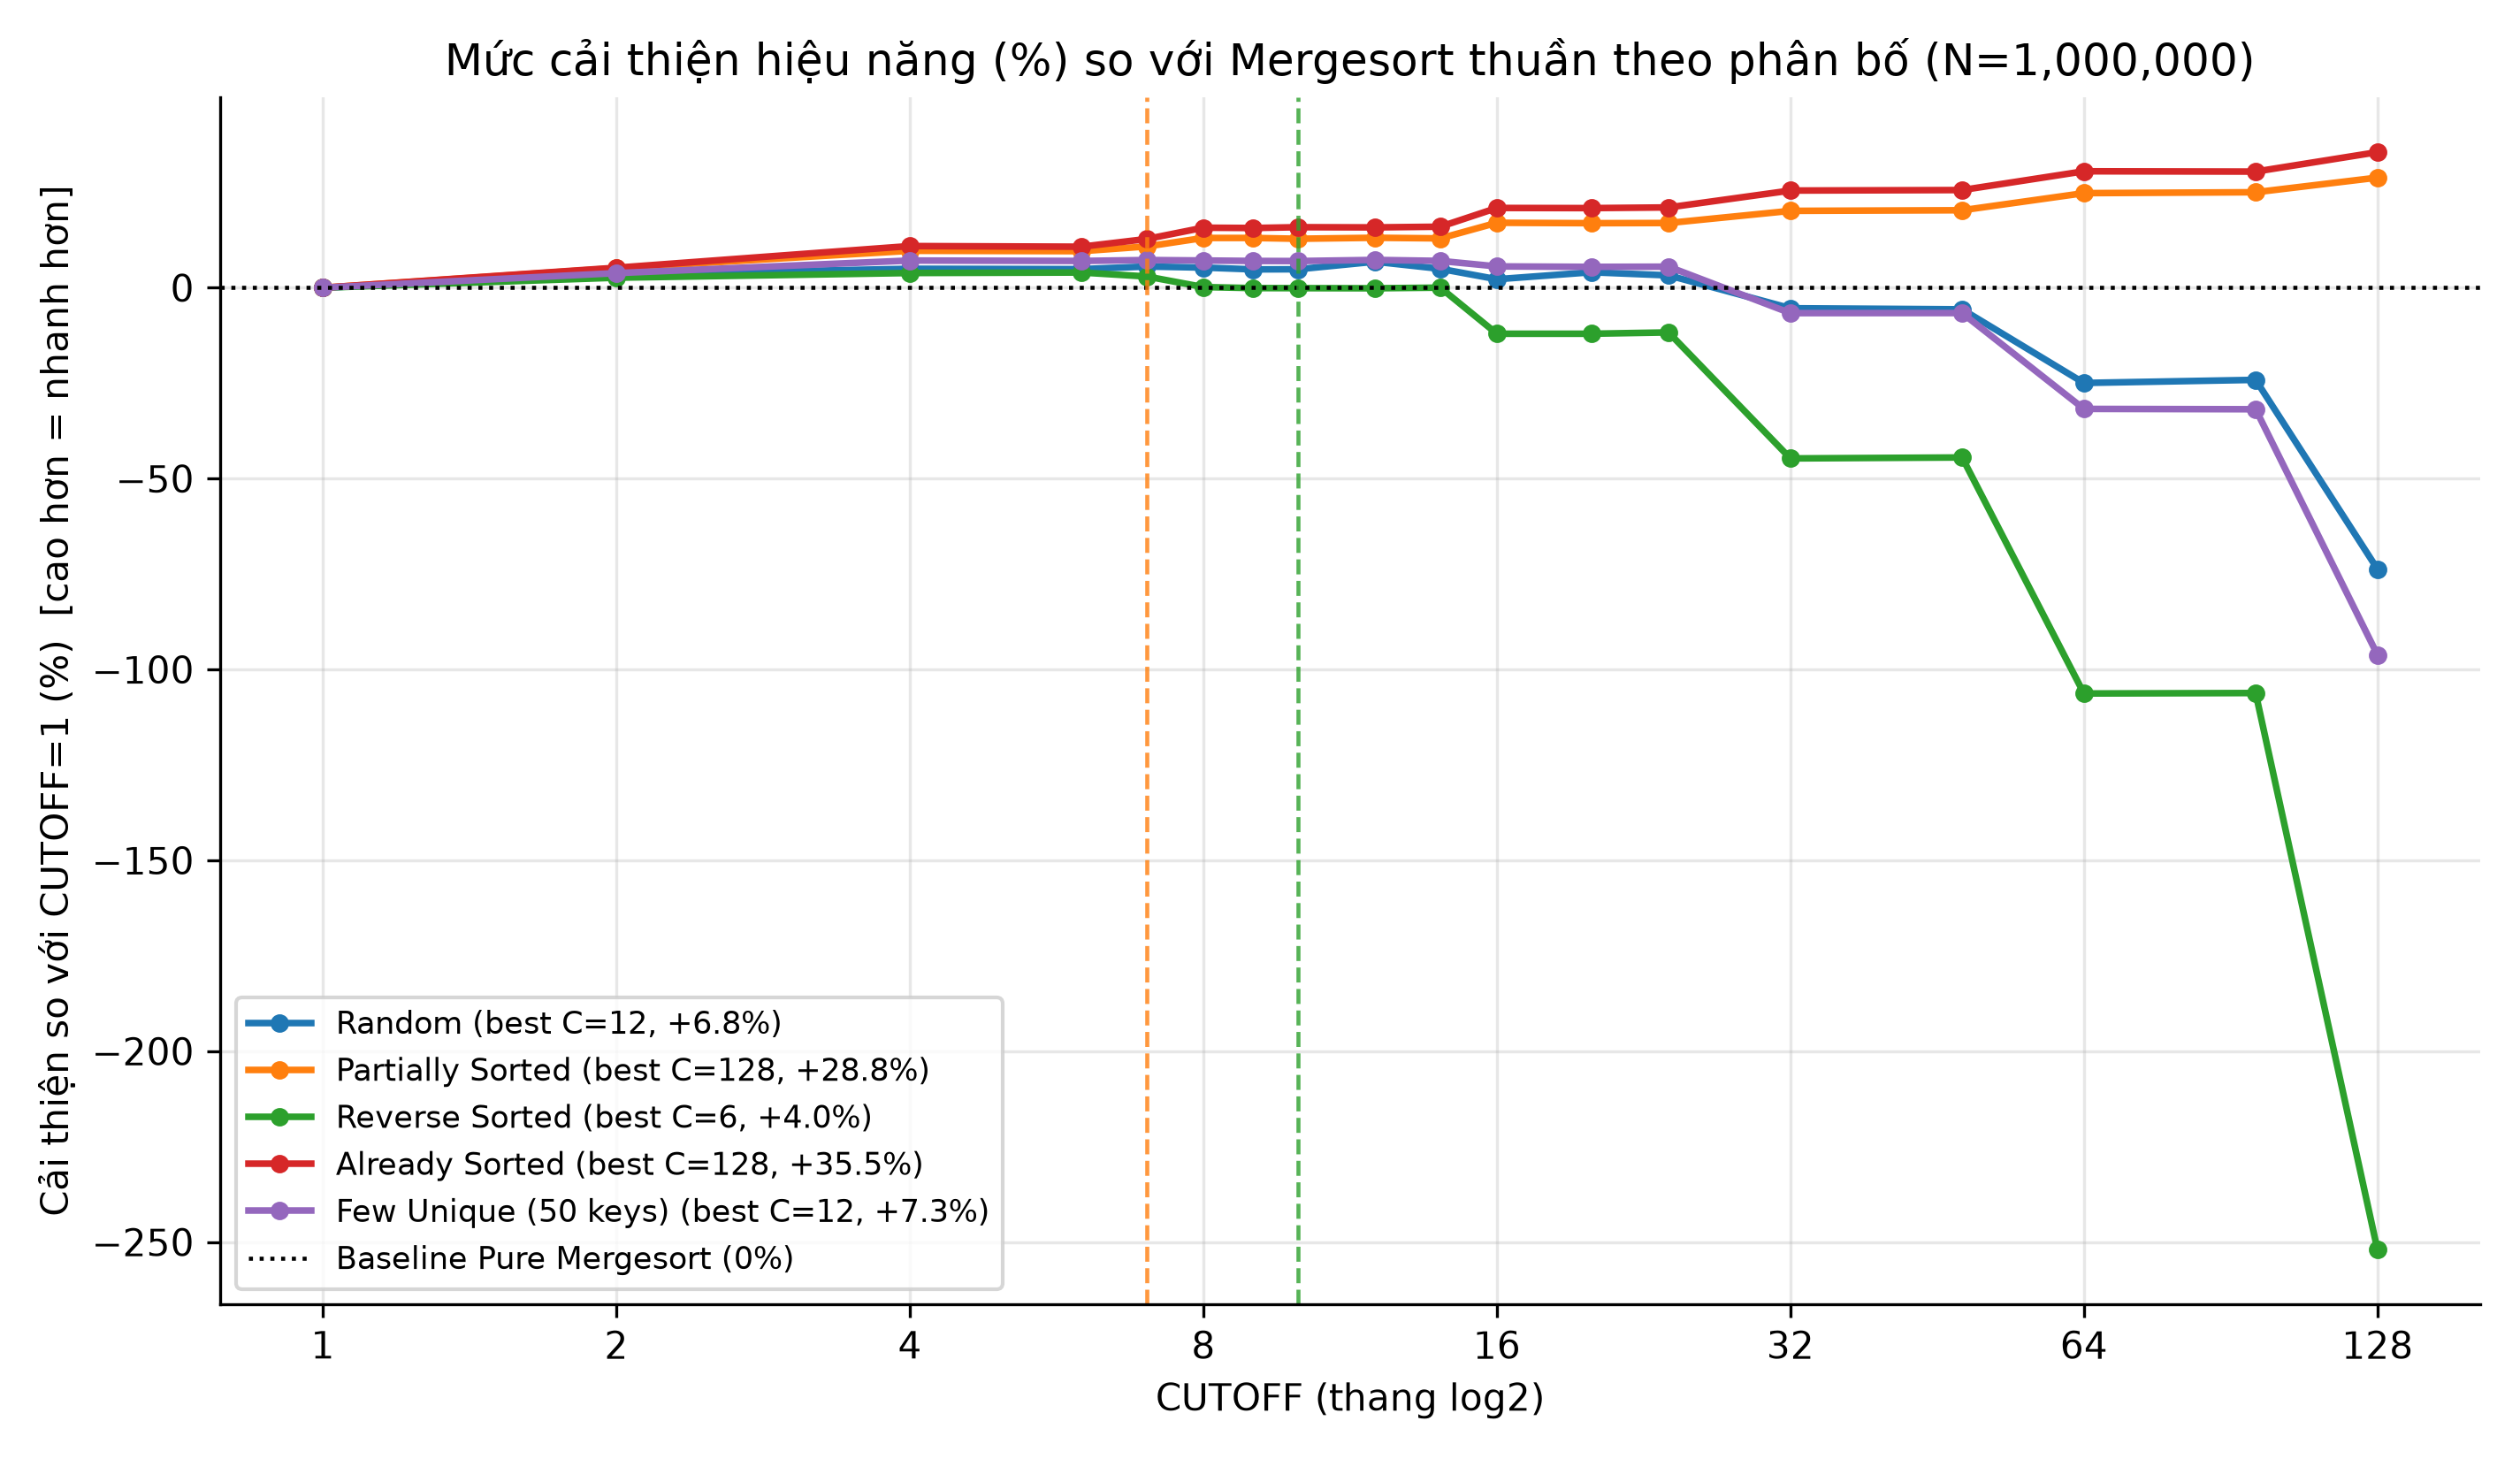 Mức cải thiện hiệu năng (%) so với Mergesort thuần theo phân bố (N=1,000,000)
Cải thiện so với CUTOFF=1 (%) [cao hơn = nhanh hơn]
0
−50
−100
−150
−200
−250
Random (best C=12, +6.8%)
Partially Sorted (best C=128, +28.8%)
Reverse Sorted (best C=6, +4.0%)
Already Sorted (best C=128, +35.5%)
Few Unique (50 keys) (best C=12, +7.3%)
Baseline Pure Mergesort (0%)
1 2 4 8 16 32 64 128
CUTOFF (thang log2)